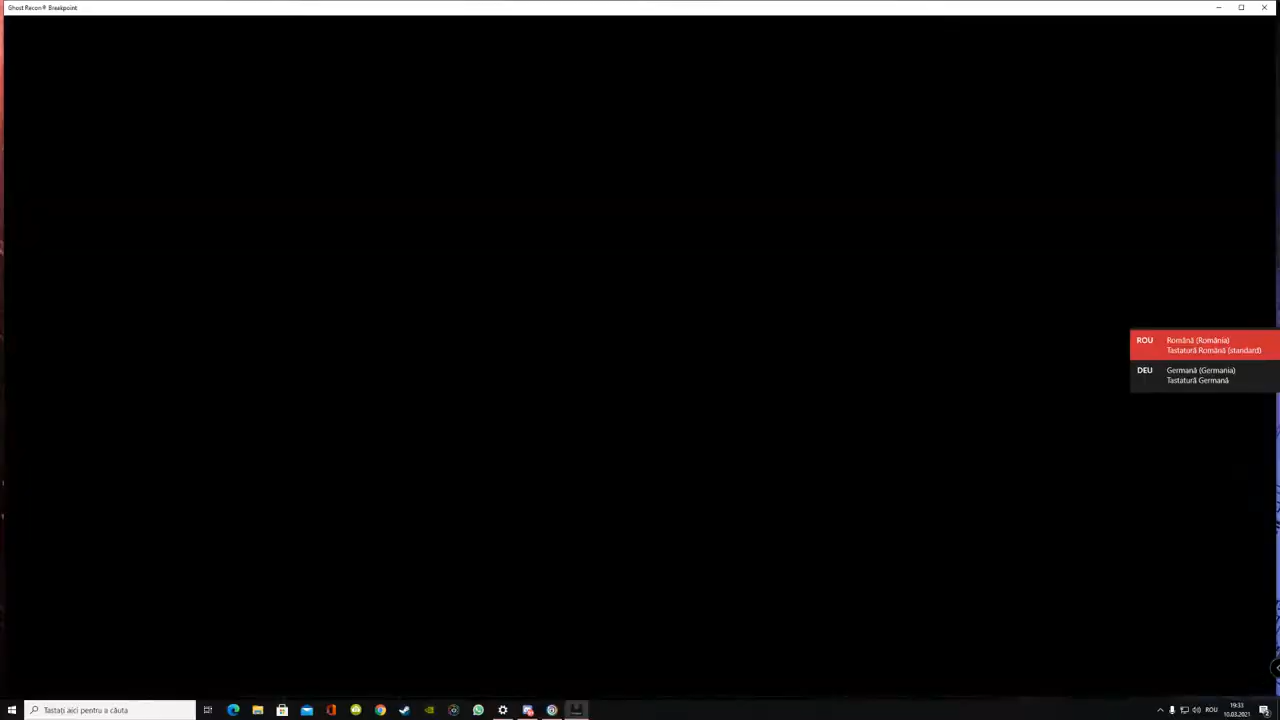 Ghost Recon® Breakpoint
ROU Română (România)
Tastatură Română (standard)
DEU Germană (Germania)
Tastatură Germană
Tastați aici pentru a căuta
ROU
19:33
10.03.2021